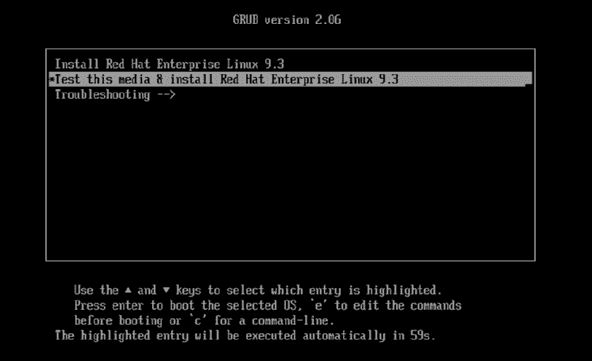 GRUB version 2.06
Install Red Hat Enterprise Linux 9.3
*Test this media & install Red Hat Enterprise Linux 9.3
Troubleshooting -->
Use the ▲ and ▼ keys to select which entry is highlighted.
Press enter to boot the selected OS, `e' to edit the commands
before booting or `c' for a command-line.
The highlighted entry will be executed automatically in 59s.